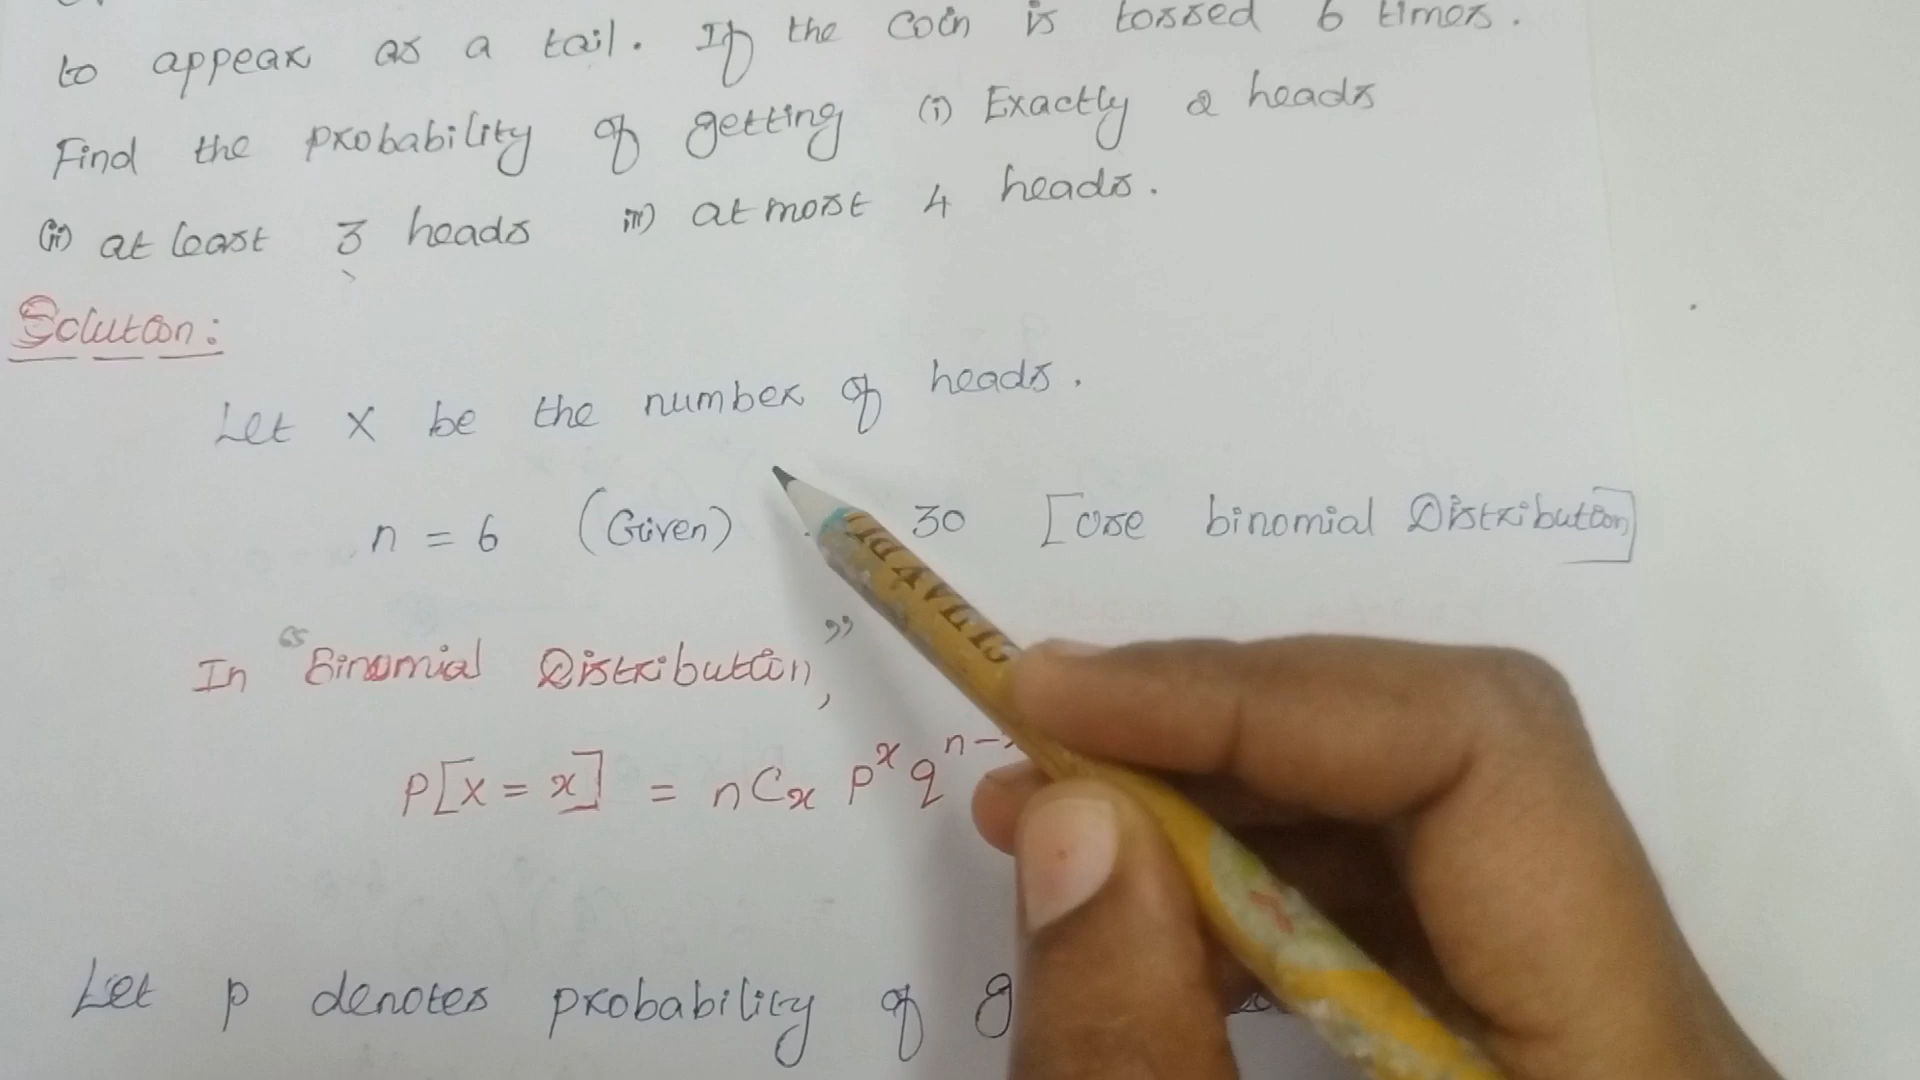 to appear as a tail. If the coin is tossed 6 times.
Find the probability of getting (i) Exactly 2 heads
(ii) at least 3 heads iii) at most 4 heads.
Solution:
Let X be the number of heads.
n = 6 (Given) < 30 [use binomial Distribution]
In "Binomial Distribution,"
P[X = x] = nCx p^x q^n-
Let p denotes probability of g